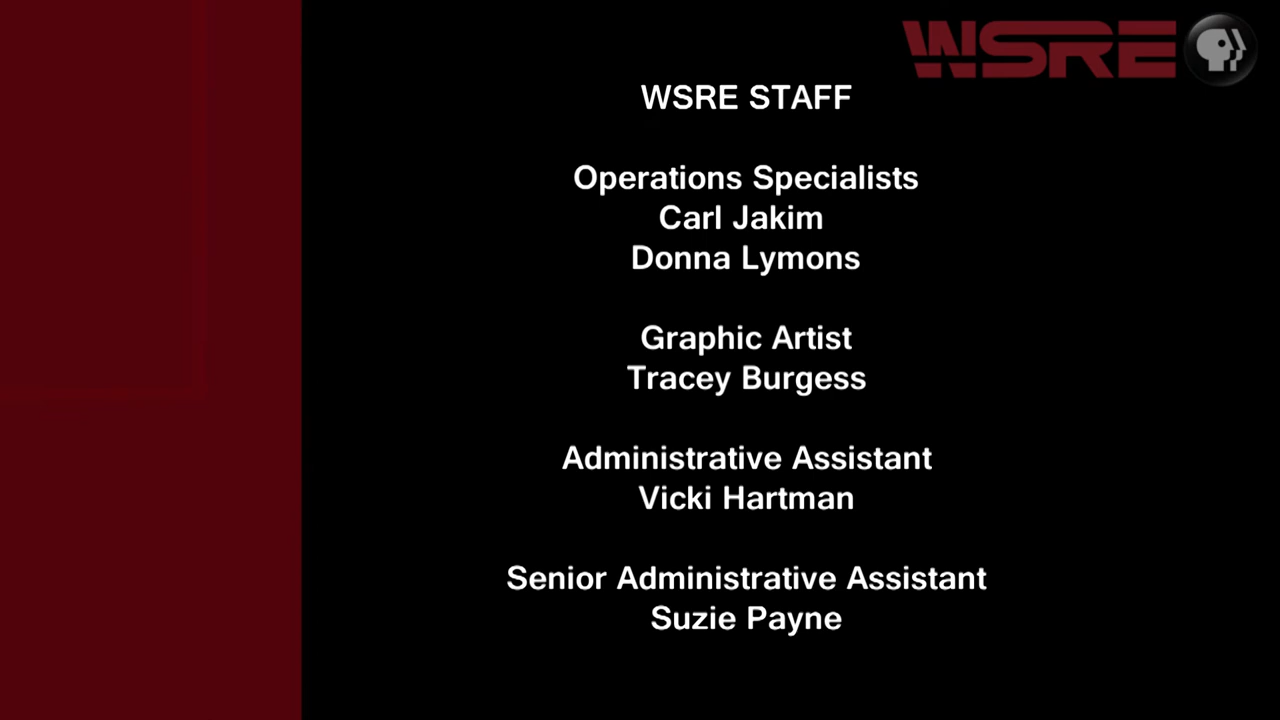 WSRE
WSRE STAFF
Operations Specialists
Carl Jakim
Donna Lymons
Graphic Artist
Tracey Burgess
Administrative Assistant
Vicki Hartman
Senior Administrative Assistant
Suzie Payne